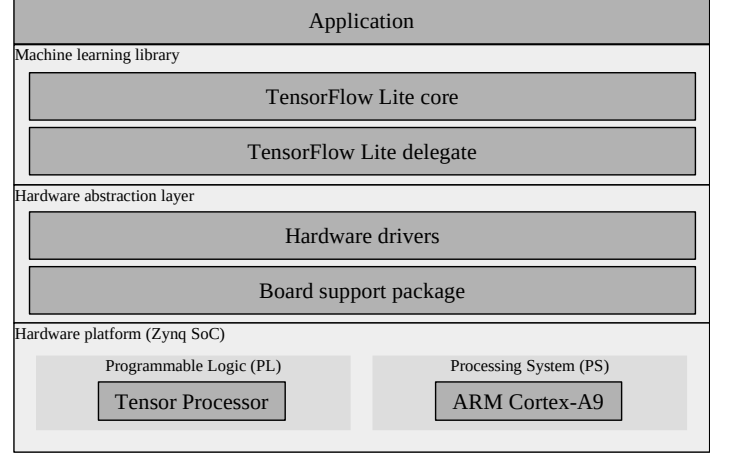 Application
Machine learning library
TensorFlow Lite core
TensorFlow Lite delegate
Hardware abstraction layer
Hardware drivers
Board support package
Hardware platform (Zynq SoC)
Programmable Logic (PL)
Tensor Processor
Processing System (PS)
ARM Cortex-A9